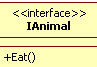 <<interface>>
IAnimal
+Eat()